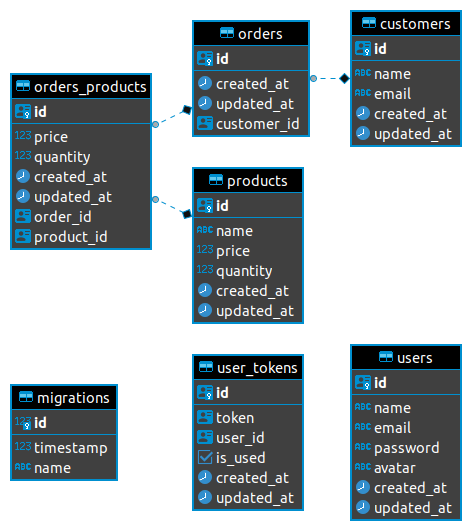 orders
id
created_at
updated_at
customer_id
customers
id
ABC name
ABC email
created_at
updated_at
orders_products
id
123 price
123 quantity
created_at
updated_at
order_id
product_id
products
id
ABC name
123 price
123 quantity
created_at
updated_at
migrations
123 id
123 timestamp
ABC name
user_tokens
id
token
user_id
is_used
created_at
updated_at
users
id
ABC name
ABC email
ABC password
ABC avatar
created_at
updated_at